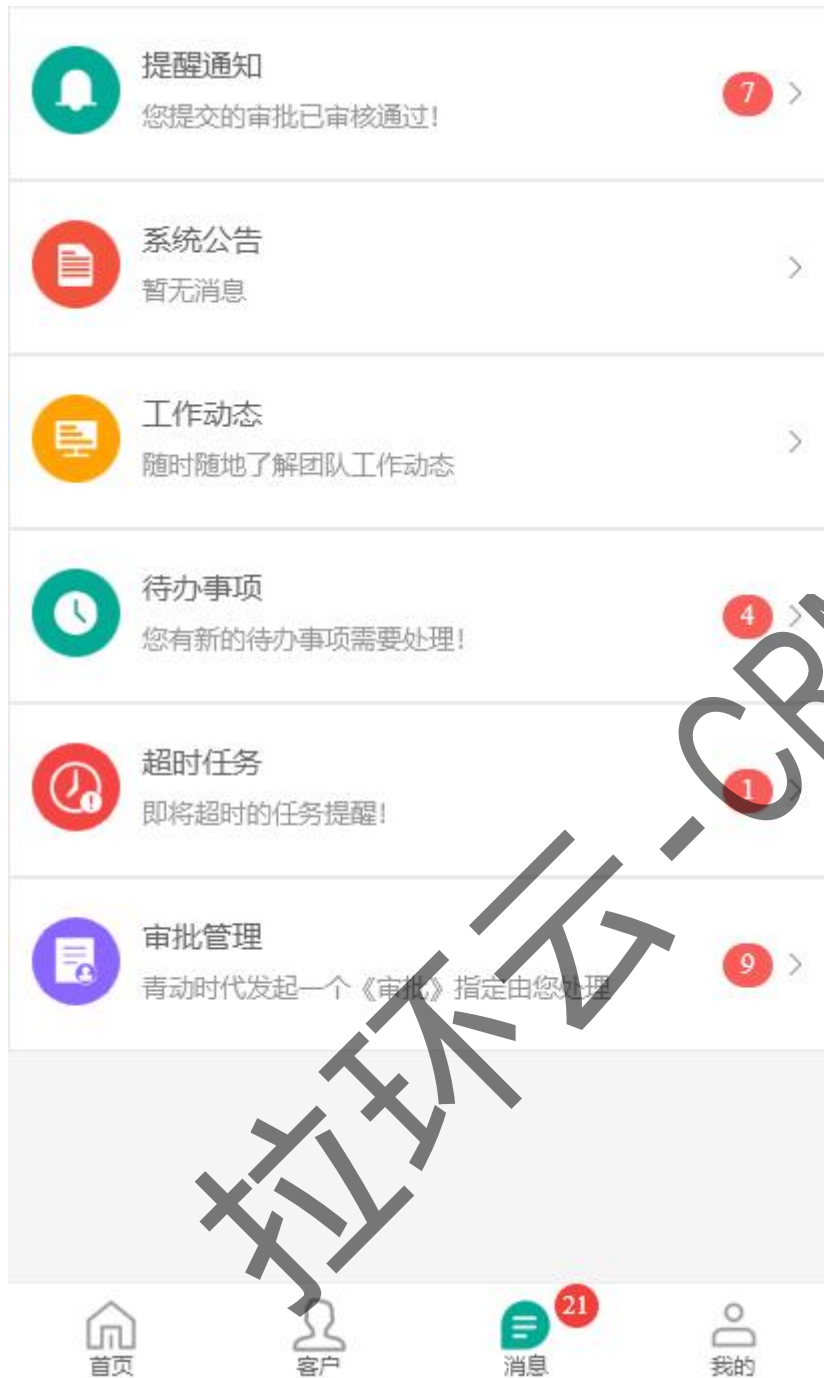 提醒通知
您提交的审批已审核通过!
7
系统公告
暂无消息
工作动态
随时随地了解团队工作动态
待办事项
您有新的待办事项需要处理!
4
超时任务
即将超时的任务提醒!
1
审批管理
青动时代发起一个《审批》指定由您处理
9
拉环云-CRM
首页
客户
消息
21
我的